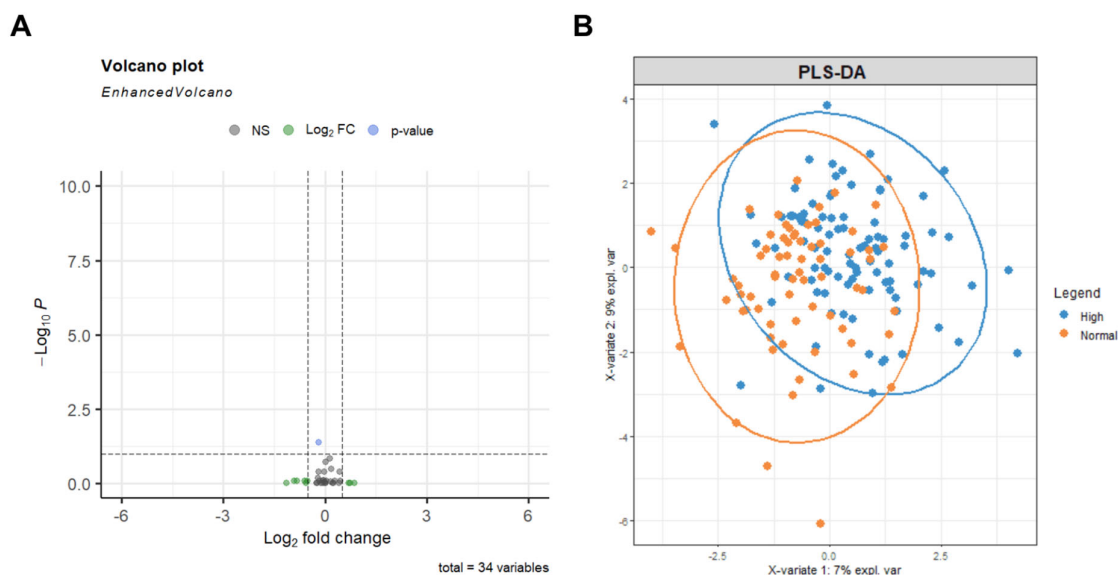 A
Volcano plot
EnhancedVolcano
NS Log2 FC p-value
10.0
7.5
5.0
2.5
0.0
−Log10 P
-6 -3 0 3 6
Log2 fold change
total = 34 variables
B
PLS-DA
4
2
0
-2
-4
-6
X-variate 2: 9% expl. var
-2.5 0.0 2.5
X-variate 1: 7% expl. var
Legend
High
Normal